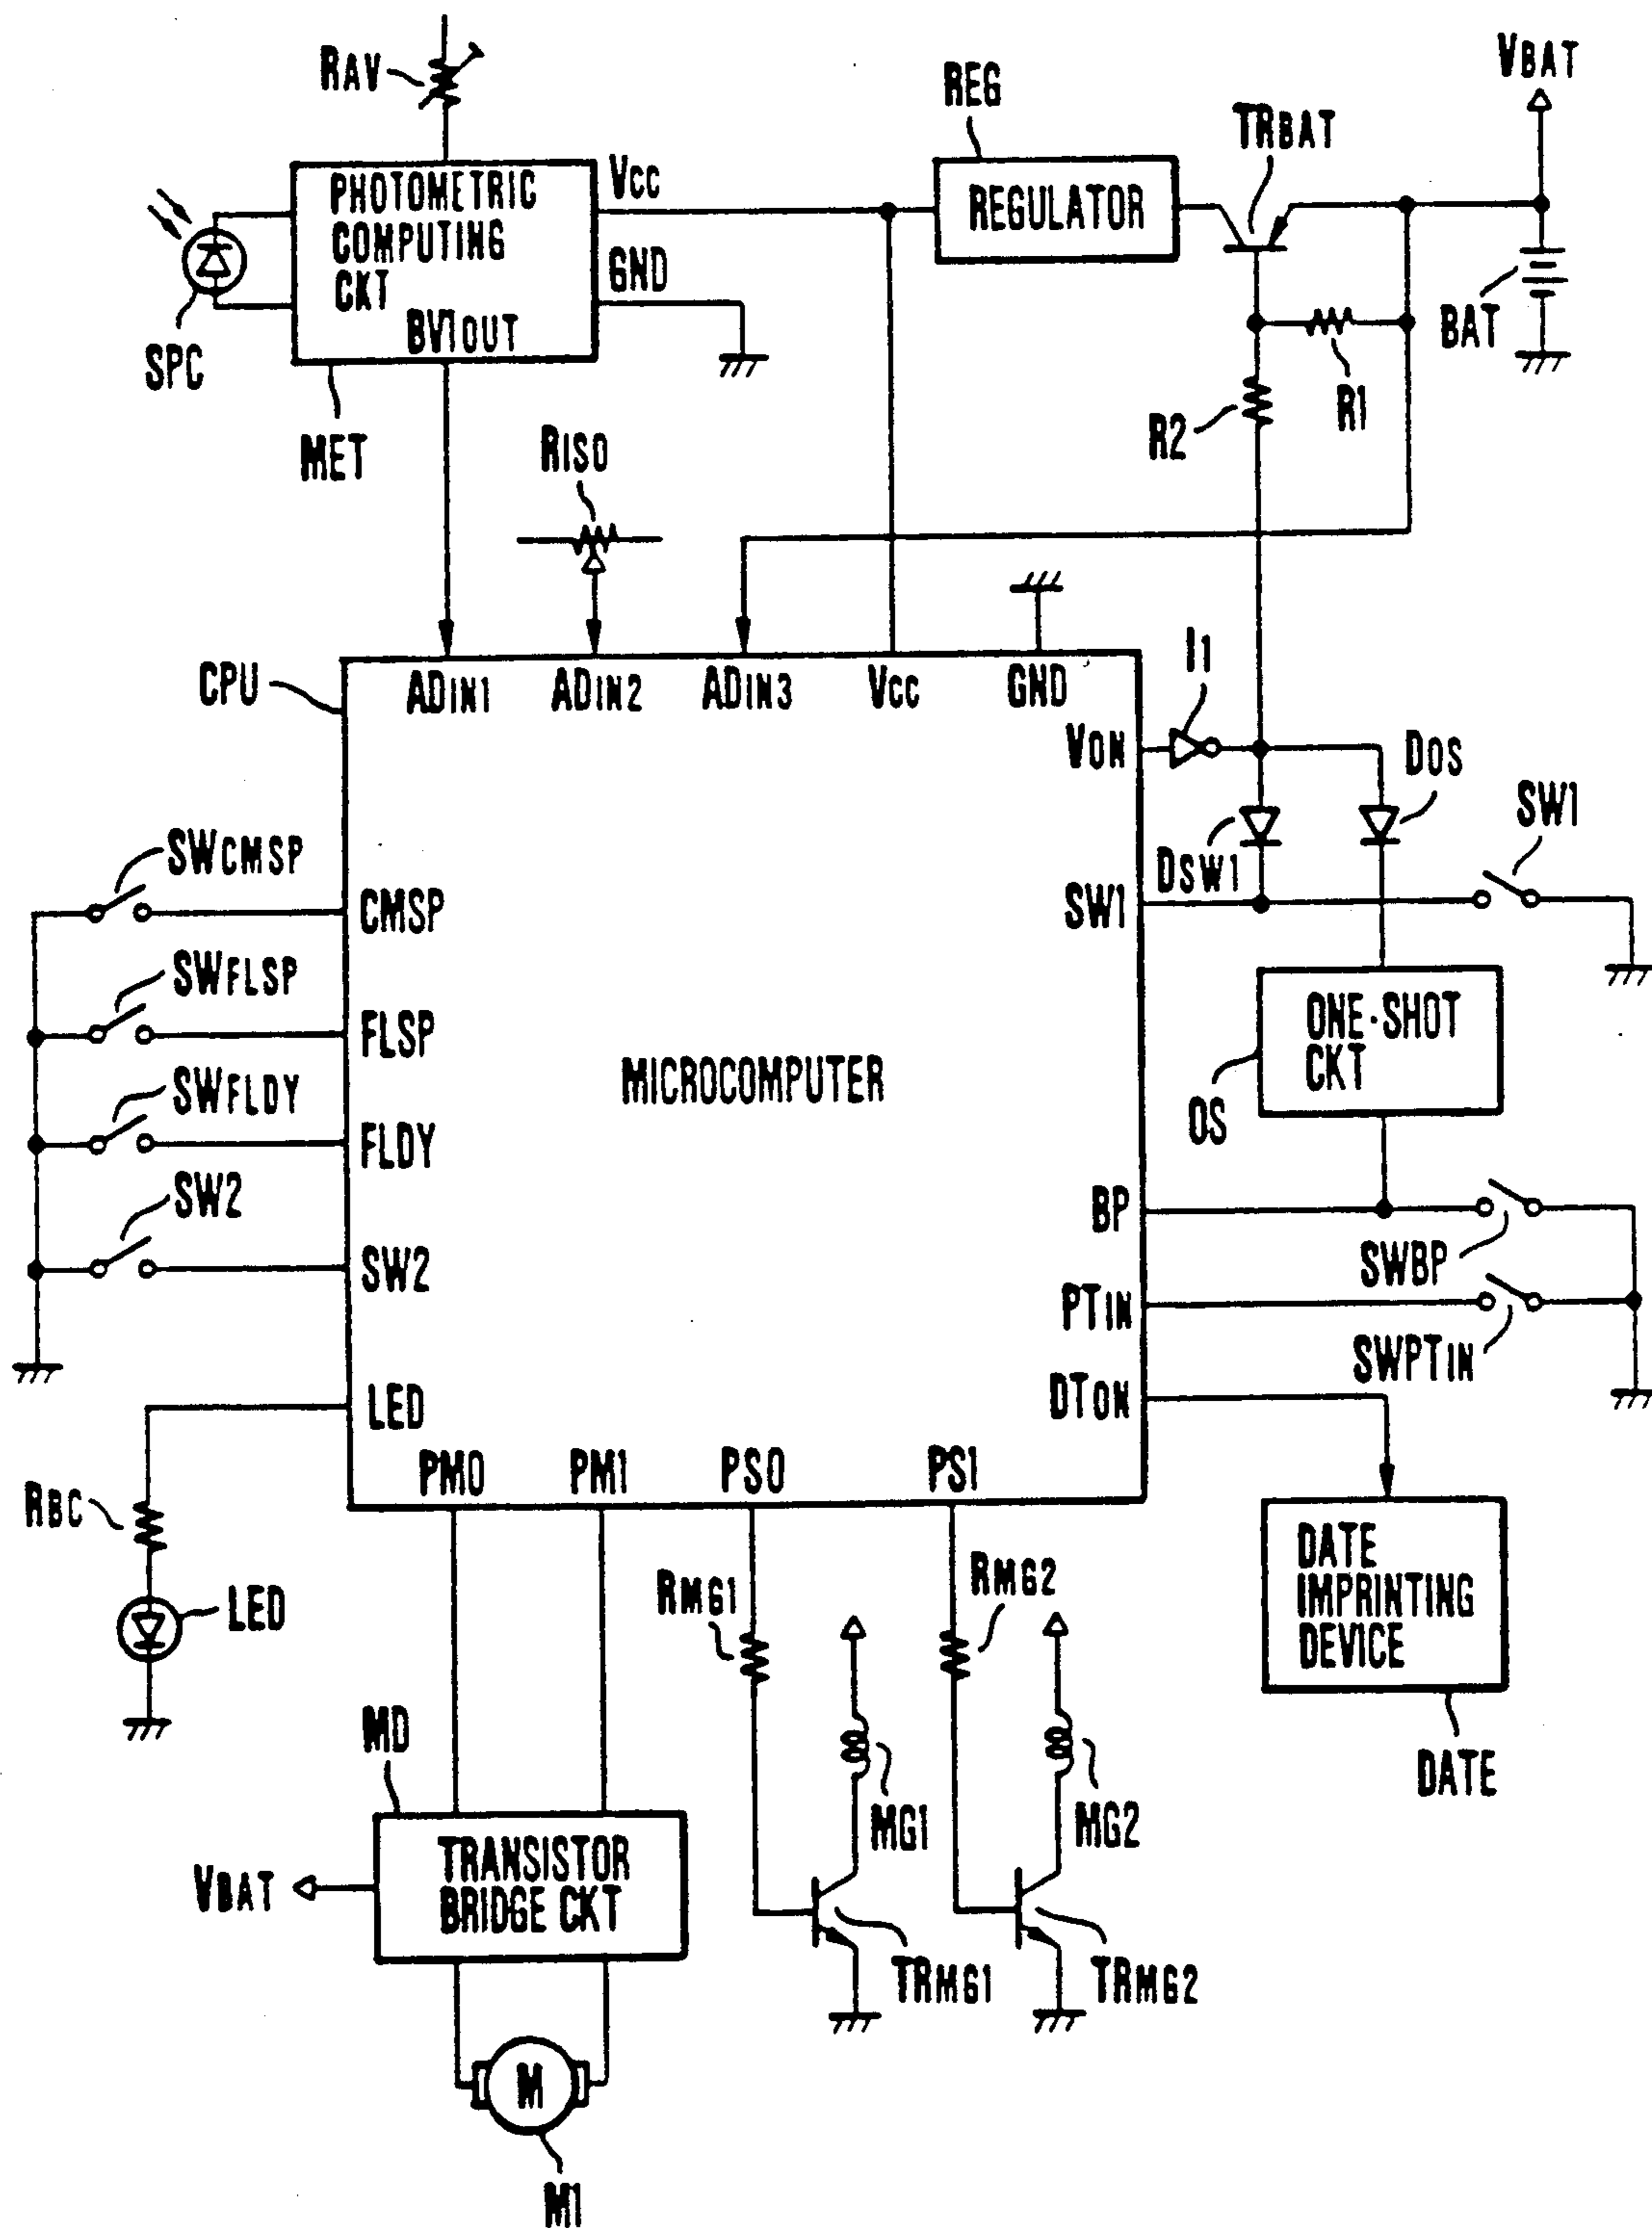 RAV
REG
TRBAT
VBAT
PHOTOMETRIC
COMPUTING
CKT
BV1OUT
VCC
GND
REGULATOR
SPC
MET
BAT
R1
R2
RISO
CPU
ADIN1
ADIN2
ADIN3
VCC
GND
I1
VON
DOS
DSW1
SW1
SW1
SWCMSP
CMSP
SWFLSP
FLSP
SWFLDY
FLDY
SW2
SW2
MICROCOMPUTER
ONE-SHOT
CKT
OS
BP
SWBP
PTIN
SWPTIN
DTON
LED
PM0
PM1
PS0
PS1
RBC
LED
RMG1
RMG2
DATE
IMPRINTING
DEVICE
DATE
MD
MG1
MG2
VBAT
TRANSISTOR
BRIDGE CKT
TRMG1
TRMG2
M
M1